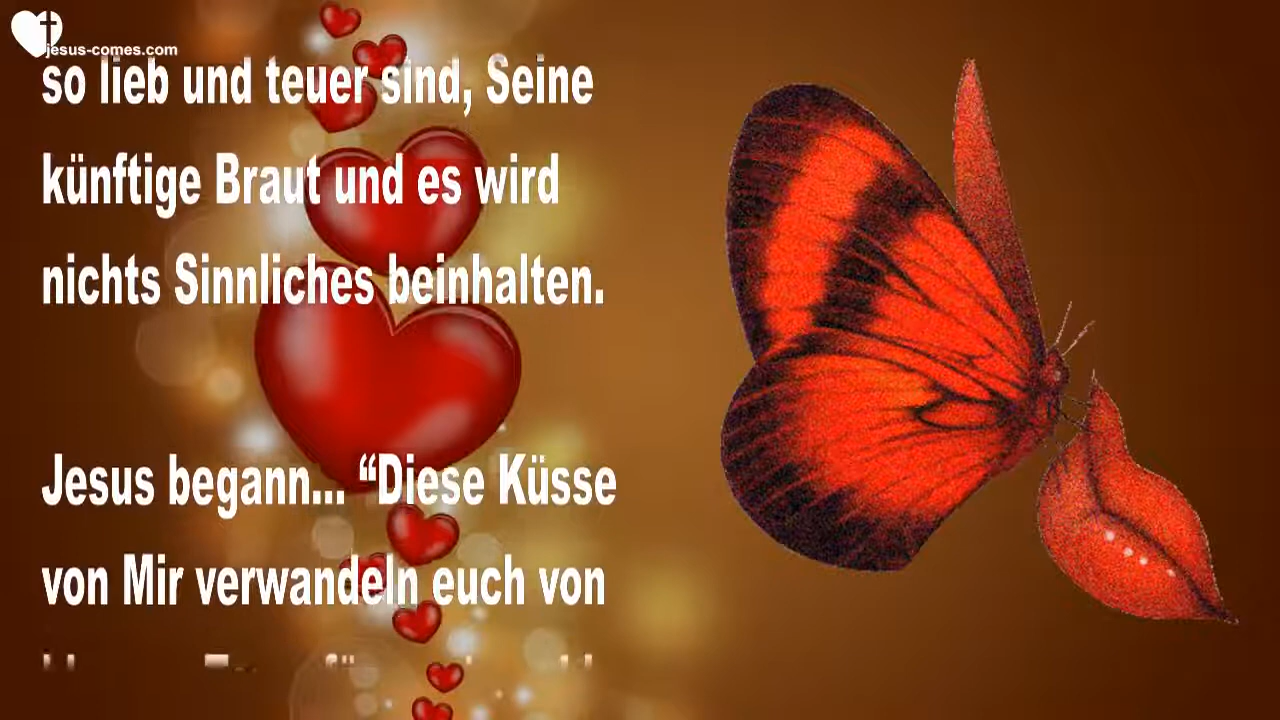 jesus-comes.com
so lieb und teuer sind, Seine
künftige Braut und es wird
nichts Sinnliches beinhalten.
Jesus begann... “Diese Küsse
von Mir verwandeln euch von